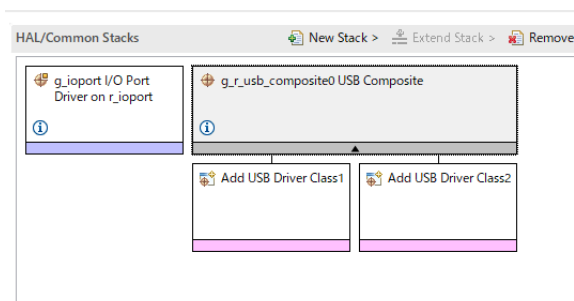 HAL/Common Stacks
New Stack >
Extend Stack >
Remove
g_ioport I/O Port
Driver on r_ioport
g_r_usb_composite0 USB Composite
Add USB Driver Class1
Add USB Driver Class2